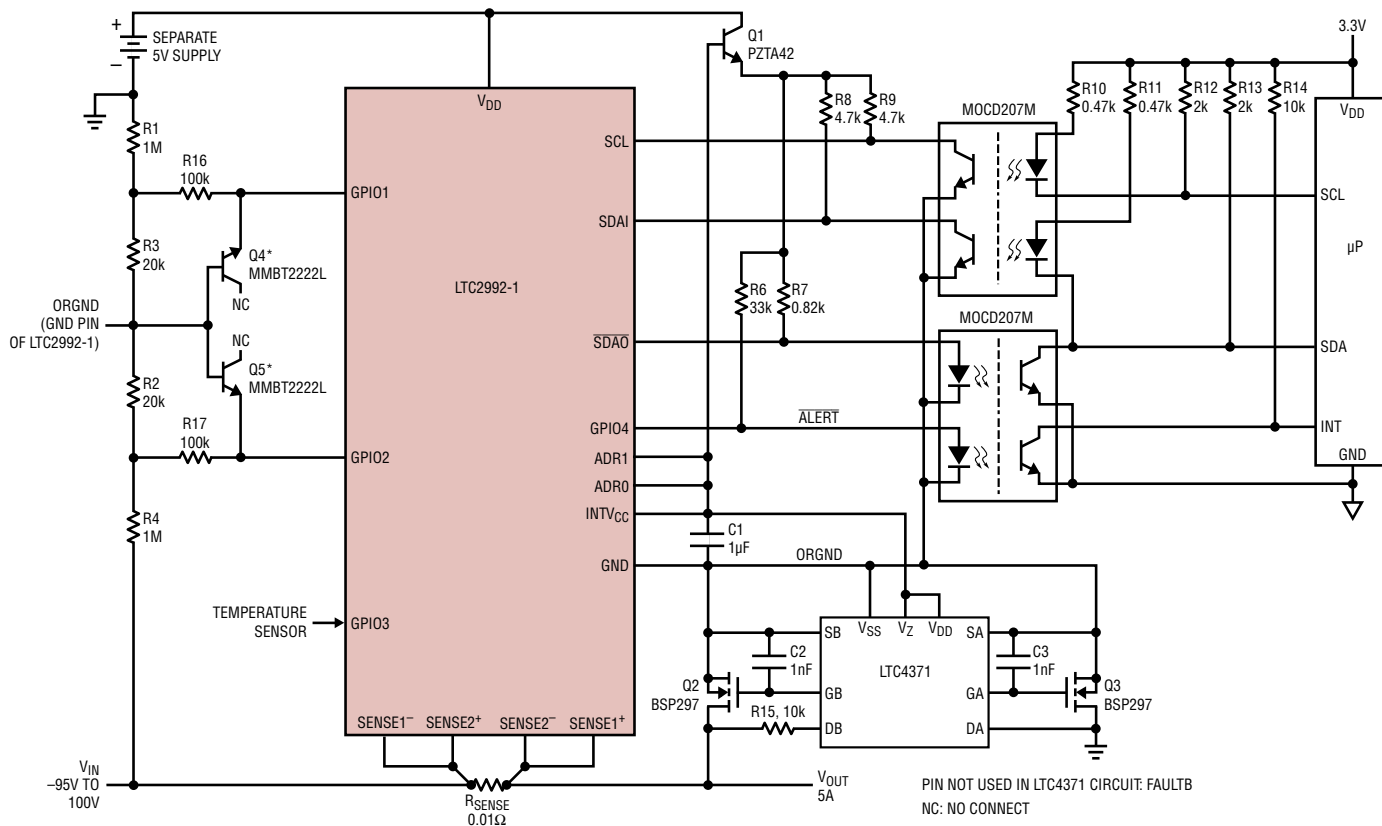 +
SEPARATE
5V SUPPLY
–
R1
1M
R16
100k
R3
20k
Q4*
MMBT2222L
NC
ORGND
(GND PIN
OF LTC2992-1)
NC
Q5*
MMBT2222L
R2
20k
R17
100k
R4
1M
TEMPERATURE
SENSOR
VIN
–95V TO
100V
VDD
GPIO1
GPIO2
GPIO3
LTC2992-1
SCL
SDAI
SDAO
GPIO4
ADR1
ADR0
INTVCC
GND
SENSE1–
SENSE2+
SENSE2–
SENSE1+
RSENSE
0.01Ω
Q1
PZTA42
R8
4.7k
R9
4.7k
R6
33k
R7
0.82k
ALERT
C1
1µF
ORGND
MOCD207M
MOCD207M
3.3V
R10
0.47k
R11
0.47k
R12
2k
R13
2k
R14
10k
VDD
SCL
µP
SDA
INT
GND
VSS
VZ
VDD
SB
SA
LTC4371
GB
GA
DB
DA
C2
1nF
C3
1nF
Q2
BSP297
Q3
BSP297
R15, 10k
VOUT
5A
PIN NOT USED IN LTC4371 CIRCUIT: FAULTB
NC: NO CONNECT